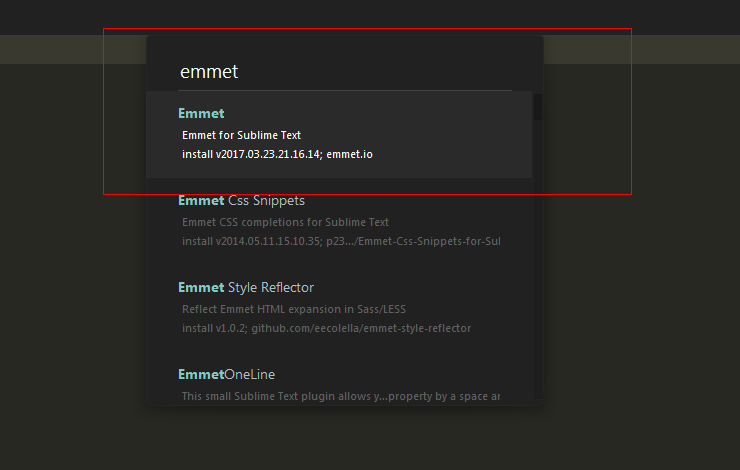 emmet
Emmet
Emmet for Sublime Text
install v2017.03.23.21.16.14; emmet.io
Emmet Css Snippets
Emmet CSS completions for Sublime Text
install v2014.05.11.15.10.35; p23.../Emmet-Css-Snippets-for-Sul
Emmet Style Reflector
Reflect Emmet HTML expansion in Sass/LESS
install v1.0.2; github.com/eecolella/emmet-style-reflector
EmmetOneLine
This small Sublime Text plugin allows y...property by a space ar